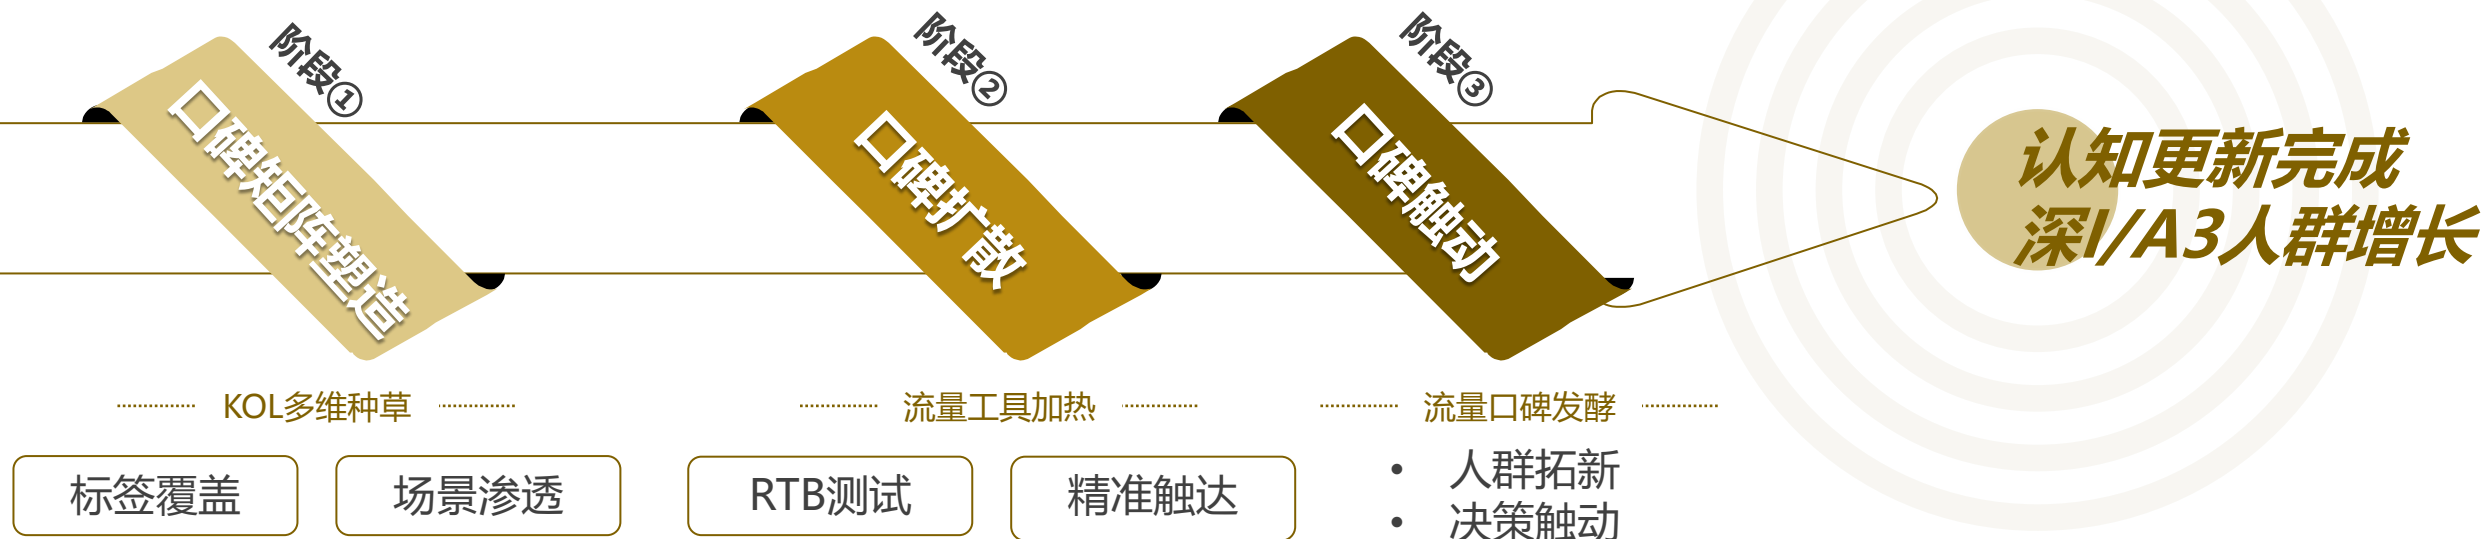 阶段①
口碑矩阵塑造
阶段②
口碑扩散
阶段③
口碑触动
认知更新完成
深I/A3人群增长
KOL多维种草
标签覆盖
场景渗透
流量工具加热
RTB测试
精准触达
流量口碑发酵
• 人群拓新
• 决策触动